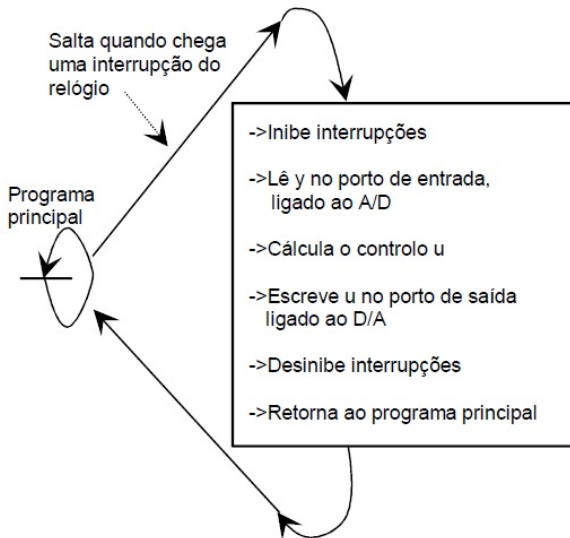 Salta quando chega
uma interrupção do
relógio
Programa
principal
->Inibe interrupções
->Lê y no porto de entrada,
ligado ao A/D
->Cálcula o controlo u
->Escreve u no porto de saída
ligado ao D/A
->Desinibe interrupções
->Retorna ao programa principal